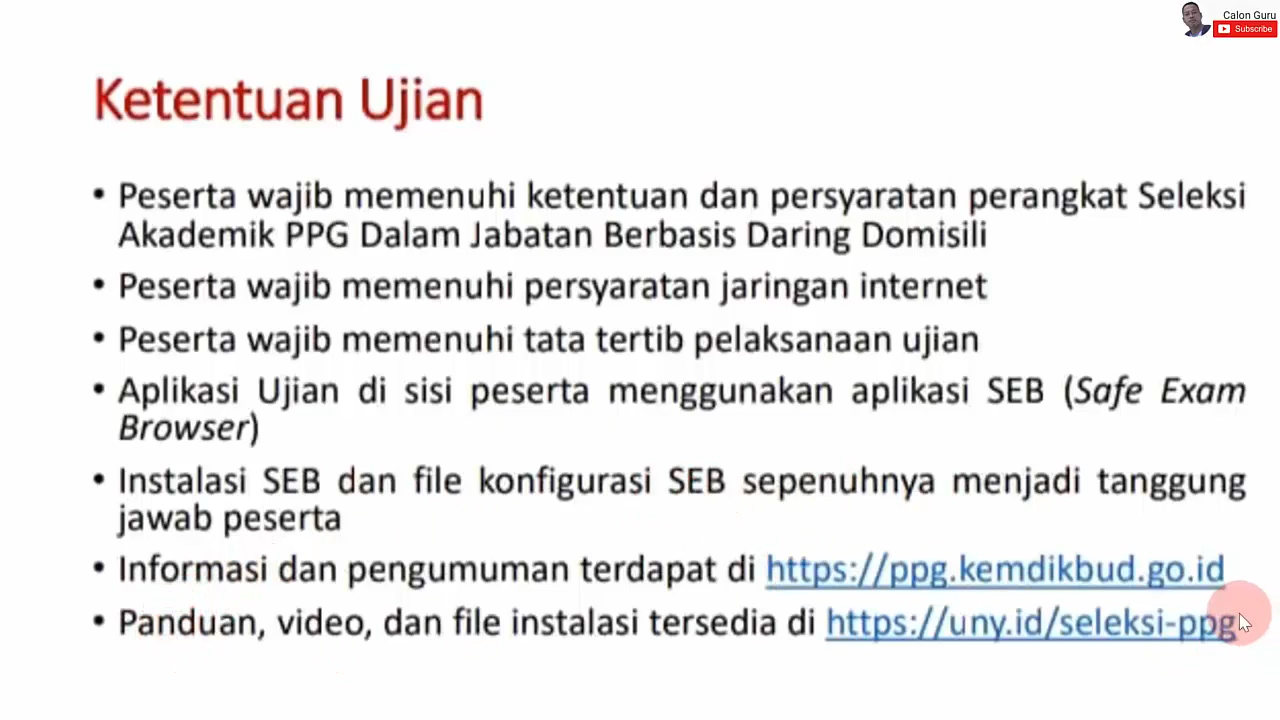 Calon Guru
Subscribe
Ketentuan Ujian
• Peserta wajib memenuhi ketentuan dan persyaratan perangkat Seleksi
Akademik PPG Dalam Jabatan Berbasis Daring Domisili
• Peserta wajib memenuhi persyaratan jaringan internet
• Peserta wajib memenuhi tata tertib pelaksanaan ujian
• Aplikasi Ujian di sisi peserta menggunakan aplikasi SEB (Safe Exam
Browser)
• Instalasi SEB dan file konfigurasi SEB sepenuhnya menjadi tanggung
jawab peserta
• Informasi dan pengumuman terdapat di https://ppg.kemdikbud.go.id
• Panduan, video, dan file instalasi tersedia di https://uny.id/seleksi-ppg